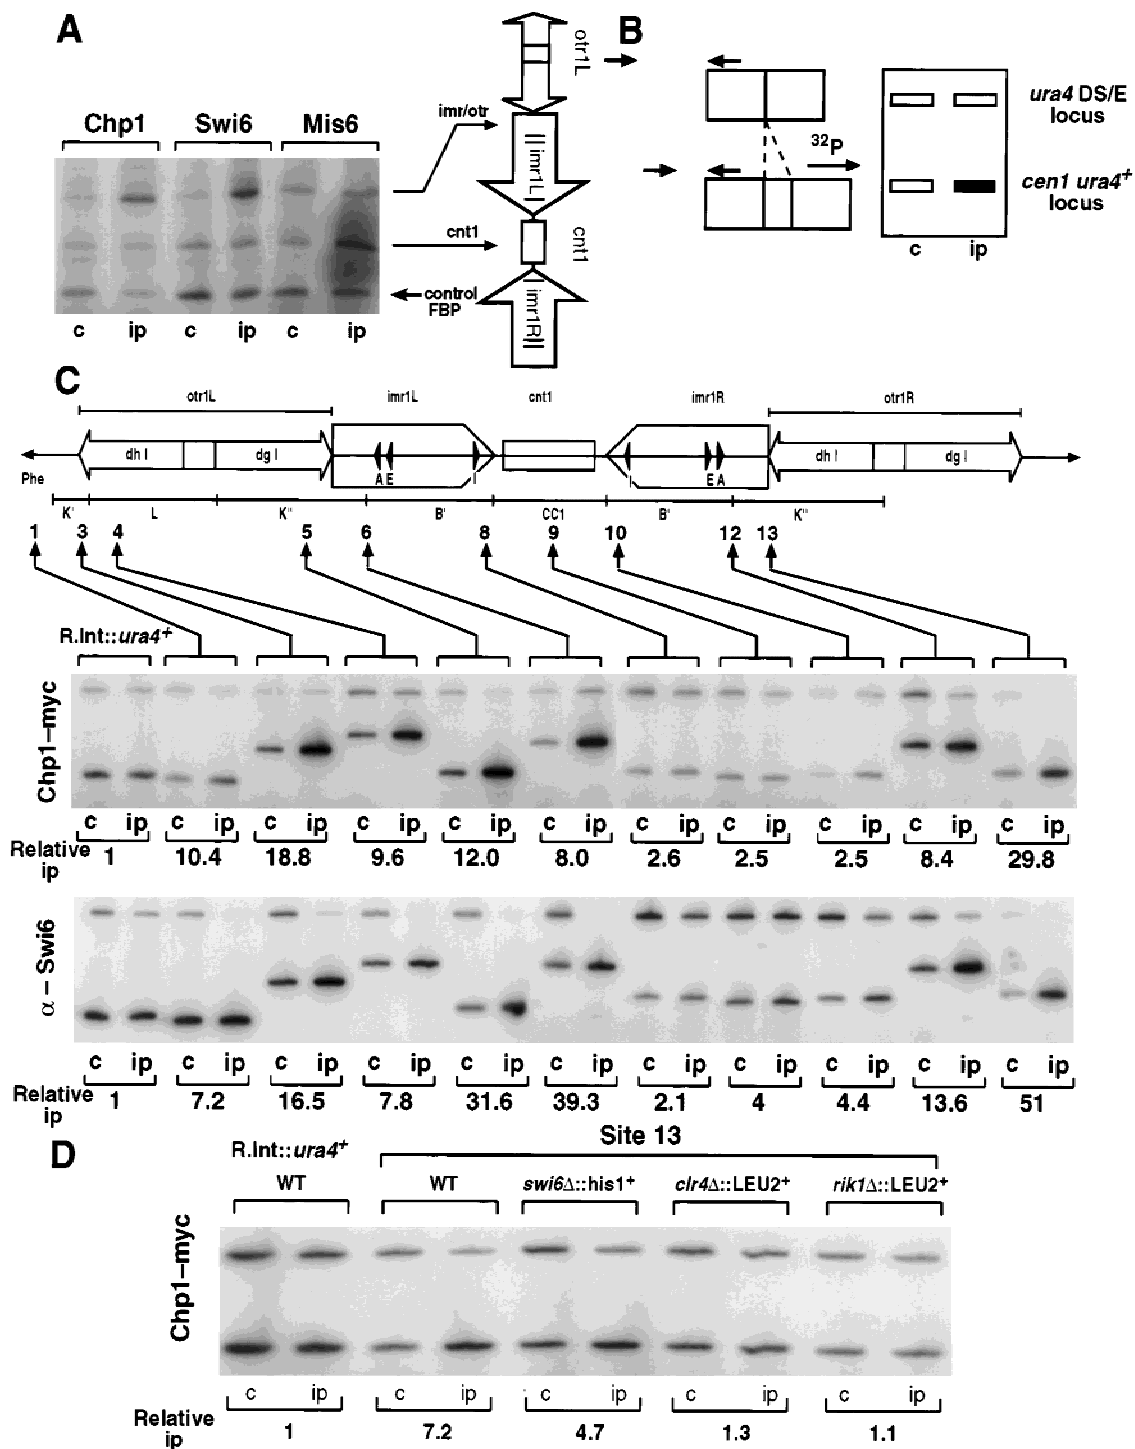 A
B
Chp1 Swi6 Mis6
imr/otr
cnt1
control
FBP
c ip c ip c ip
otr1L
imr1L
cnt1
imr1R
32P
ura4 DS/E
locus
cen1 ura4+
locus
c ip
C
otr1L imr1L cnt1 imr1R otr1R
dh I dg I dh I dg I
Phe
A E I I E A
K' L K'' B' CC1 B' K''
1 3 4 5 6 8 9 10 12 13
R.Int::ura4+
Chp1–myc
c ip c ip c ip c ip c ip c ip c ip c ip c ip c ip c ip
Relative
ip
1 10.4 18.8 9.6 12.0 8.0 2.6 2.5 2.5 8.4 29.8
α – Swi6
c ip c ip c ip c ip c ip c ip c ip c ip c ip c ip c ip
Relative
ip
1 7.2 16.5 7.8 31.6 39.3 2.1 4 4.4 13.6 51
D
R.Int::ura4+
Site 13
WT WT swi6Δ::his1+ clr4Δ::LEU2+ rik1Δ::LEU2+
Chp1–myc
c ip c ip c ip c ip c ip
Relative
ip
1 7.2 4.7 1.3 1.1